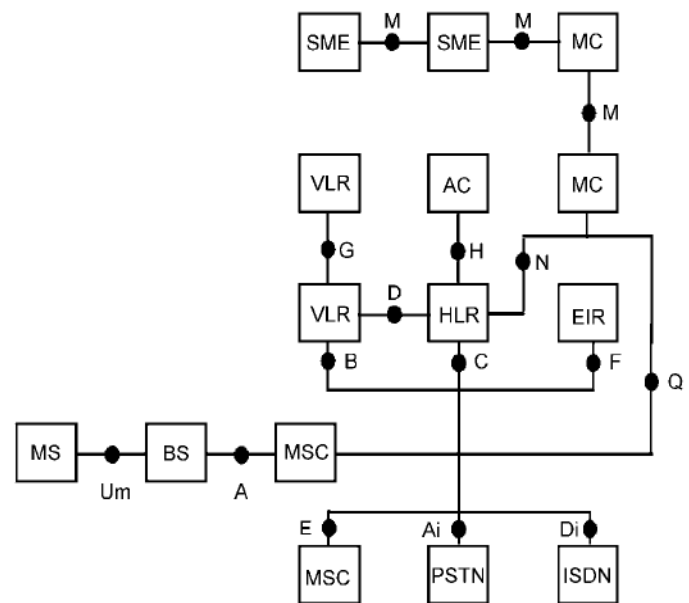 M M
SME SME MC
M
VLR AC MC
G H N
D
VLR HLR EIR
B C F
Q
MS BS MSC
Um A
E Ai Di
MSC PSTN ISDN